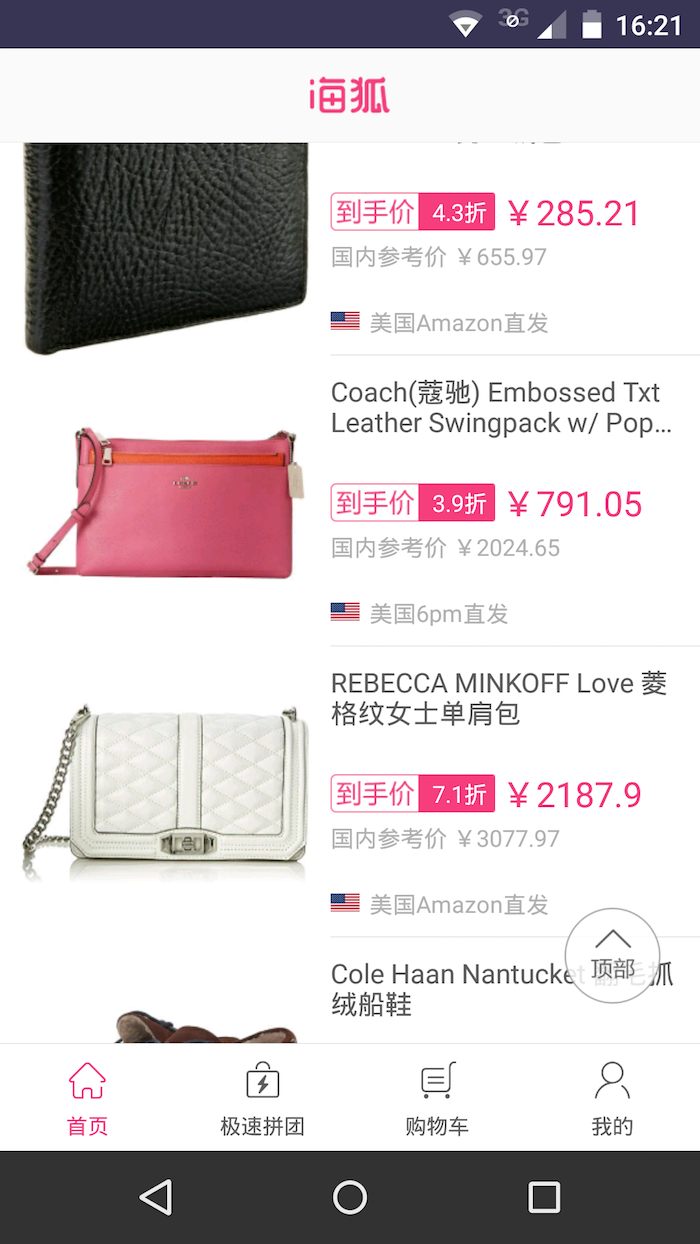 3G
16:21
海狐
到手价 4.3折 ￥285.21
国内参考价 ￥655.97
美国Amazon直发
Coach(蔻驰) Embossed Txt
Leather Swingpack w/ Pop...
到手价 3.9折 ￥791.05
国内参考价 ￥2024.65
美国6pm直发
REBECCA MINKOFF Love 菱
格纹女士单肩包
到手价 7.1折 ￥2187.9
国内参考价 ￥3077.97
美国Amazon直发
顶部
Cole Haan Nantucket 翻毛抓
绒船鞋
首页
极速拼团
购物车
我的